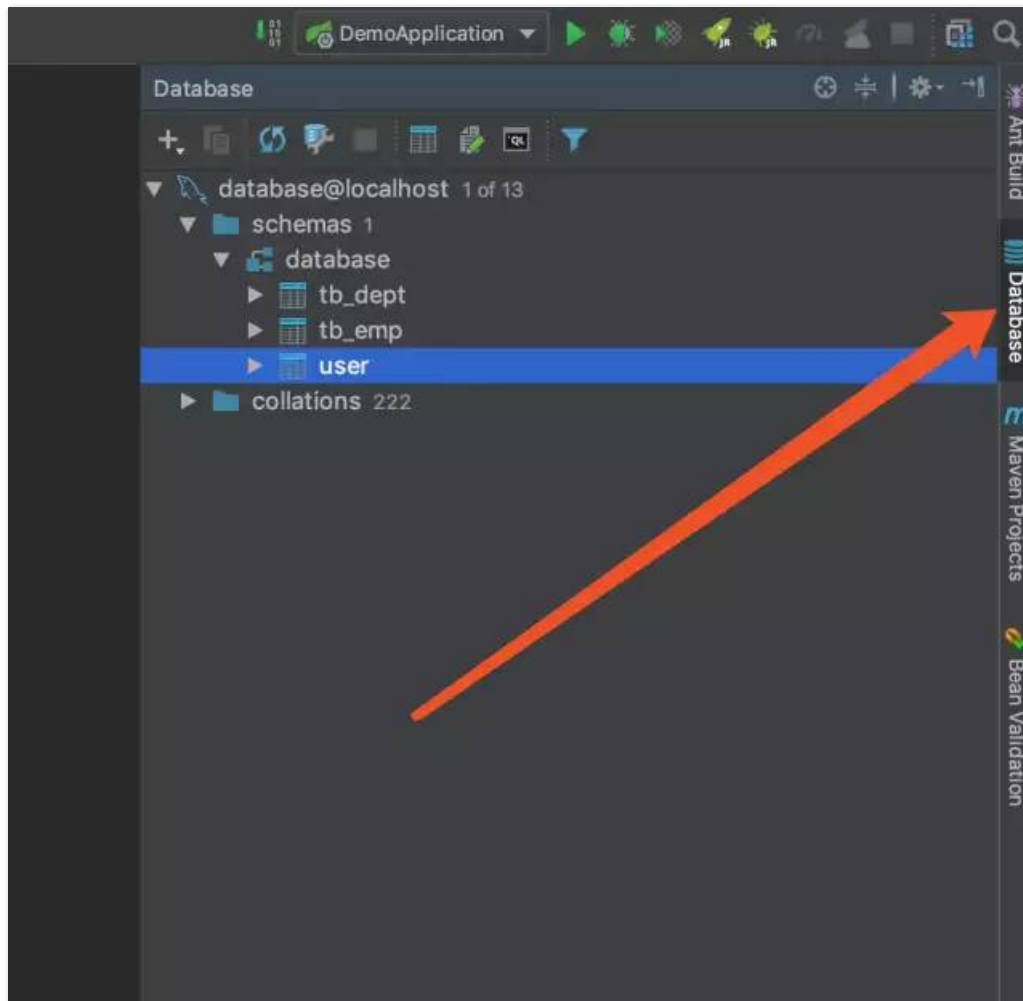 DemoApplication
Database
database@localhost 1 of 13
schemas 1
database
tb_dept
tb_emp
user
collations 222
Ant Build
Database
Maven Projects
Bean Validation